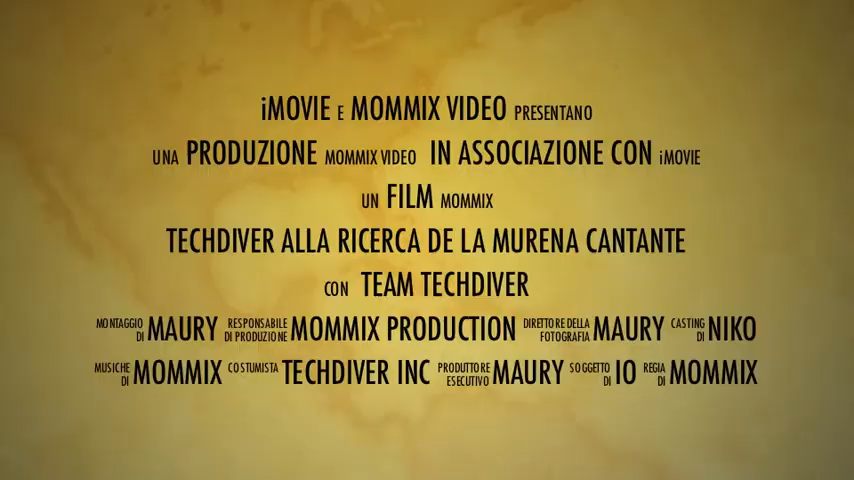 iMOVIE E MOMMIX VIDEO PRESENTANO
UNA PRODUZIONE MOMMIX VIDEO IN ASSOCIAZIONE CON iMOVIE
UN FILM MOMMIX
TECHDIVER ALLA RICERCA DE LA MURENA CANTANTE
CON TEAM TECHDIVER
MONTAGGIO DI MAURY RESPONSABILE DI PRODUZIONE MOMMIX PRODUCTION DIRETTORE DELLA FOTOGRAFIA MAURY CASTING DI NIKO
MUSICHE DI MOMMIX COSTUMISTA TECHDIVER INC PRODUTTORE ESECUTIVO MAURY SOGGETTO DI IO REGIA DI MOMMIX